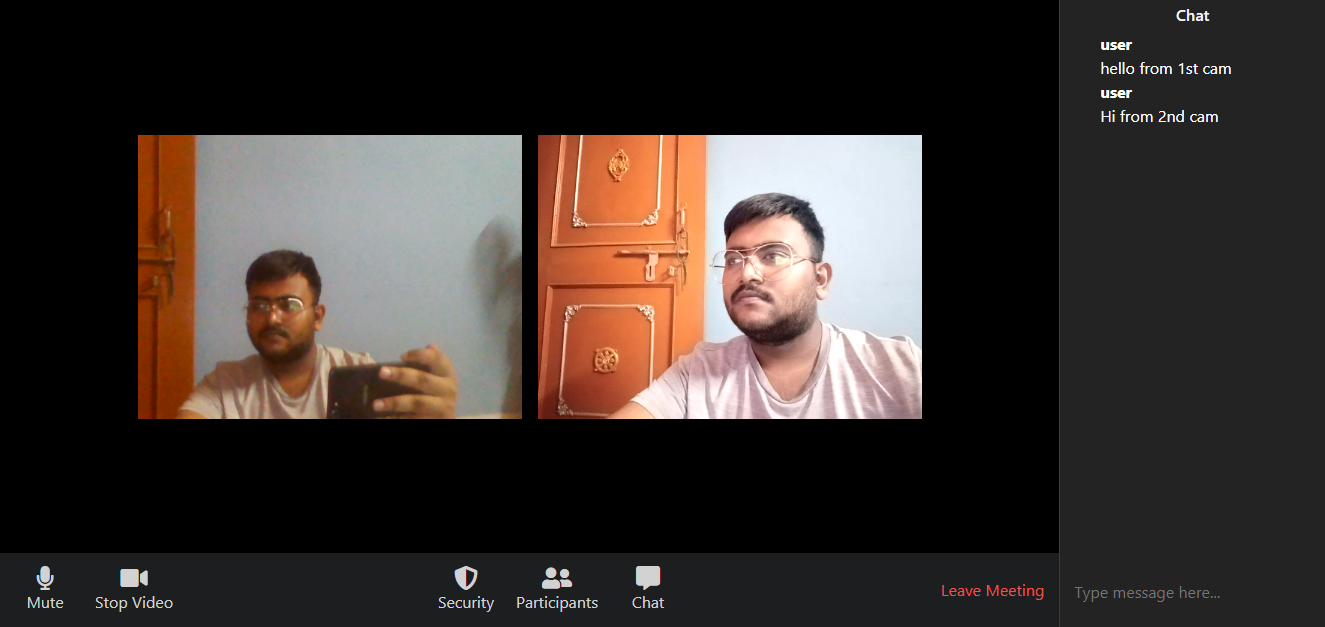 Chat
user
hello from 1st cam
user
Hi from 2nd cam
Mute
Stop Video
Security
Participants
Chat
Leave Meeting
Type message here...